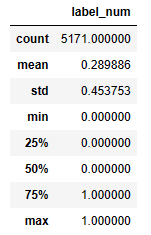 label_num
count 5171.000000
mean 0.289886
std 0.453753
min 0.000000
25% 0.000000
50% 0.000000
75% 1.000000
max 1.000000